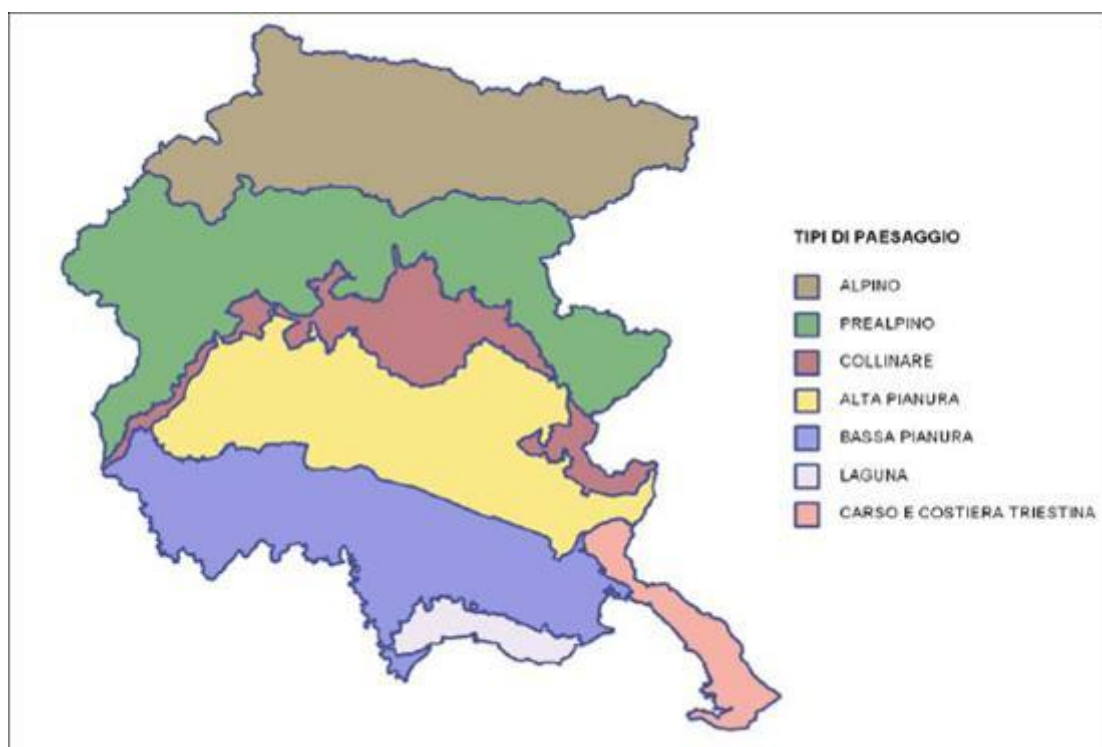 TIPI DI PAESAGGIO
ALPINO
PREALPINO
COLLINARE
ALTA PIANURA
BASSA PIANURA
LAGUNA
CARSO E COSTIERA TRIESTINA